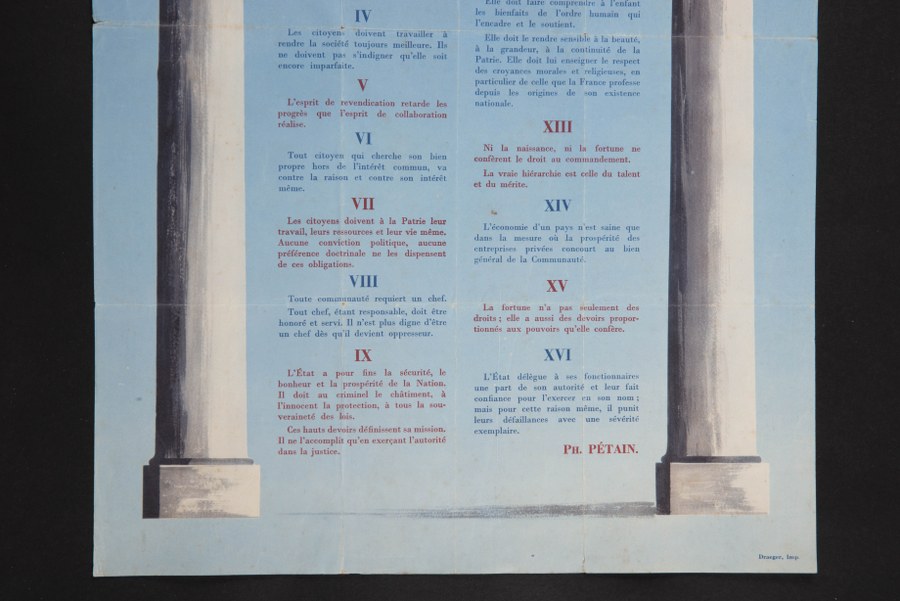 IV
Les citoyens doivent travailler à
rendre la société toujours meilleure. Ils
ne doivent pas s'indigner qu'elle soit
encore imparfaite.
V
L'esprit de revendication retarde les
progrès que l'esprit de collaboration
réalise.
VI
Tout citoyen qui cherche son bien
propre hors de l'intérêt commun, va
contre la raison et contre son intérêt
même.
VII
Les citoyens doivent à la Patrie leur
travail, leurs ressources et leur vie même.
Aucune conviction politique, aucune
préférence doctrinale ne les dispensent
de ces obligations.
VIII
Toute communauté requiert un chef.
Tout chef, étant responsable, doit être
honoré et servi. Il n'est plus digne d'être
un chef dès qu'il devient oppresseur.
IX
L'État a pour fins la sécurité, le
bonheur et la prospérité de la Nation.
Il doit au criminel le châtiment, à
l'innocent la protection, à tous la sou-
veraineté des lois.
Ces hauts devoirs définissent sa mission.
Il ne l'accomplit qu'en exerçant l'autorité
dans la justice.
Elle doit faire comprendre à l'enfant
les bienfaits de l'ordre humain qui
l'encadre et le soutient.
Elle doit le rendre sensible à la beauté,
à la grandeur, à la continuité de la
Patrie. Elle doit lui enseigner le respect
des croyances morales et religieuses, en
particulier de celle que la France professe
depuis les origines de son existence
nationale.
XIII
Ni la naissance, ni la fortune ne
confèrent le droit au commandement.
La vraie hiérarchie est celle du talent
et du mérite.
XIV
L'économie d'un pays n'est saine que
dans la mesure où la prospérité des
entreprises privées concourt au bien
général de la Communauté.
XV
La fortune n'a pas seulement des
droits ; elle a aussi des devoirs propor-
tionnés aux pouvoirs qu'elle confère.
XVI
L'État délègue à ses fonctionnaires
une part de son autorité et leur fait
confiance pour l'exercer en son nom ;
mais pour cette raison même, il punit
leurs défaillances avec une sévérité
exemplaire.
PH. PÉTAIN.
Draeger, Imp.